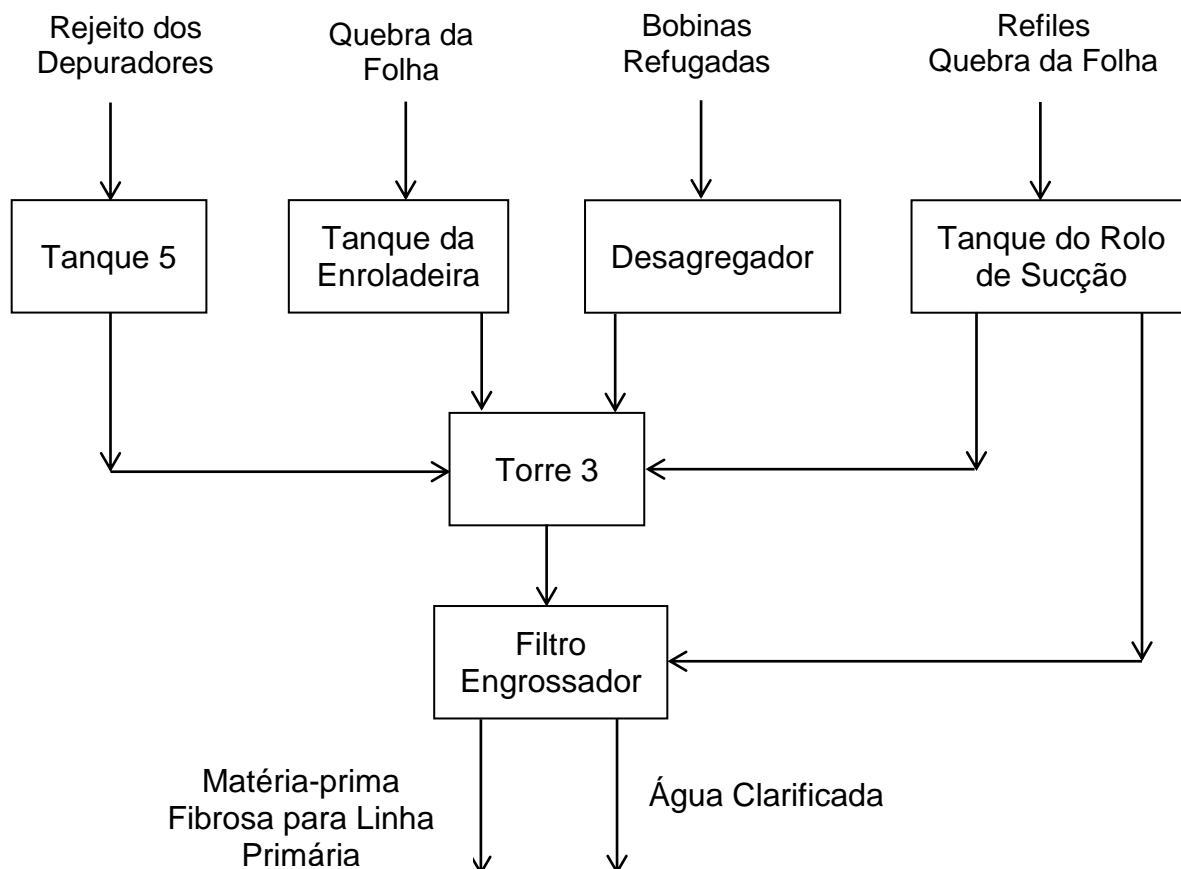 Rejeito dos
Depuradores
Quebra da
Folha
Bobinas
Refugadas
Refiles
Quebra da Folha
Tanque 5
Tanque da
Enroladeira
Desagregador
Tanque do Rolo
de Sucção
Torre 3
Filtro
Engrossador
Matéria-prima
Fibrosa para Linha
Primária
Água Clarificada